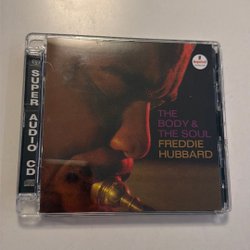 SUPER AUDIO CD
THE
BODY &
THE SOUL
FREDDIE
HUBBARD